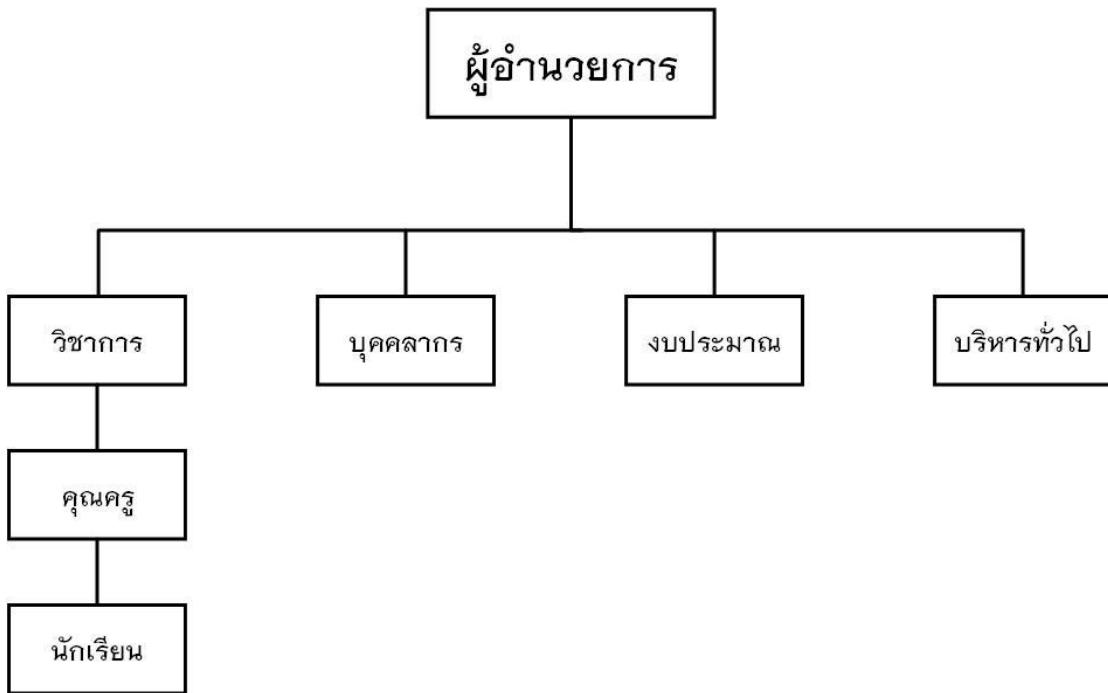 ผู้อำนวยการ
วิชาการ
บุคคลากร
งบประมาณ
บริหารทั่วไป
คุณครู
นักเรียน